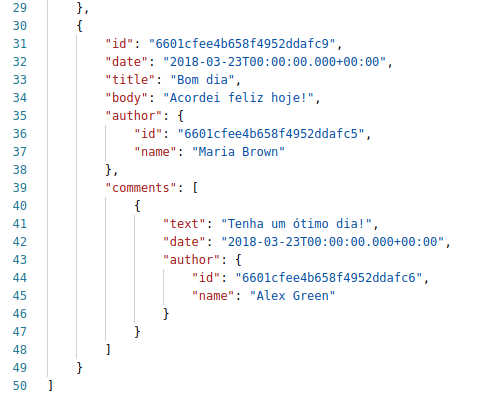 29 },
30 {
31 "id": "6601cfee4b658f4952ddafc9",
32 "date": "2018-03-23T00:00:00.000+00:00",
33 "title": "Bom dia",
34 "body": "Acordei feliz hoje!",
35 "author": {
36 "id": "6601cfee4b658f4952ddafc5",
37 "name": "Maria Brown"
38 },
39 "comments": [
40 {
41 "text": "Tenha um ótimo dia!",
42 "date": "2018-03-23T00:00:00.000+00:00",
43 "author": {
44 "id": "6601cfee4b658f4952ddafc6",
45 "name": "Alex Green"
46 }
47 }
48 ]
49 }
50 ]